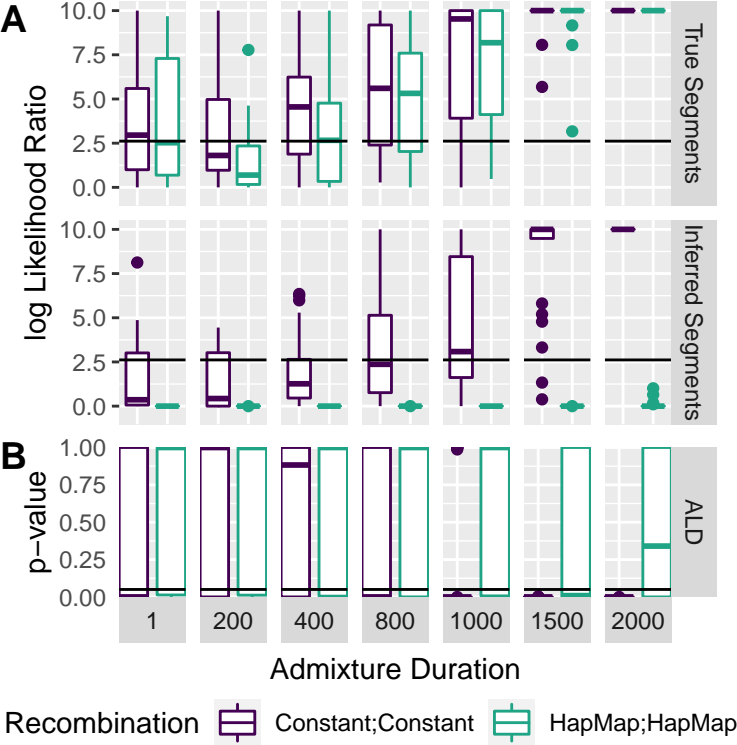 A
log Likelihood Ratio
10.0
7.5
5.0
2.5
0.0
True Segments
10.0
7.5
5.0
2.5
0.0
Inferred Segments
B
p−value
1.00
0.75
0.50
0.25
0.00
ALD
1 200 400 800 1000 1500 2000
Admixture Duration
Recombination Constant;Constant HapMap;HapMap